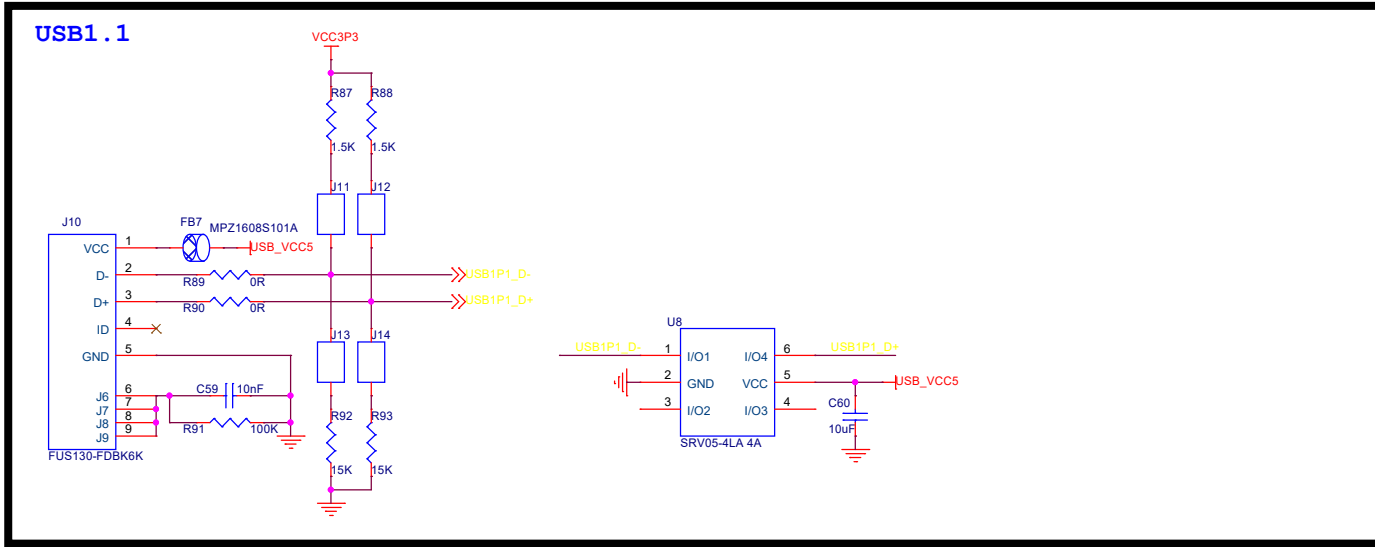 USB1.1
VCC3P3
R87 R88
1.5K 1.5K
J11 J12
J10
FB7
MPZ1608S101A
VCC 1
USB_VCC5
D- 2
R89 0R
USB1P1_D-
D+ 3
R90 0R
USB1P1_D+
ID 4
GND 5
J13 J14
J6 6
C59 10nF
J7 7
J8 8
R91 100K
J9 9
FUS130-FDBK6K
R92 R93
15K 15K
U8
USB1P1_D- 1 I/O1 I/O4 6 USB1P1_D+
2 GND VCC 5 USB_VCC5
3 I/O2 I/O3 4
C60
10uF
SRV05-4LA 4A